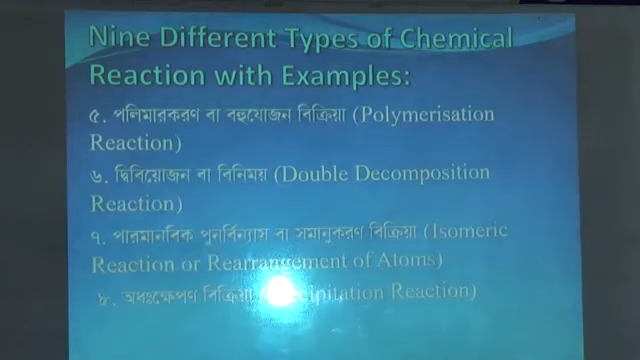 Nine Different Types of Chemical
Reaction with Examples:
৫. পলিমারকরণ বা বহুযোজন বিক্রিয়া (Polymerisation
Reaction)
৬. দ্বিবিয়োজন বা বিনিময় (Double Decomposition
Reaction)
৭. পারমানবিক পুনর্বিন্যাস বা সমানুকরণ বিক্রিয়া (Isomeric
Reaction or Rearrangement of Atoms)
৮. অধঃক্ষেপণ বিক্রিয়া Reaction)